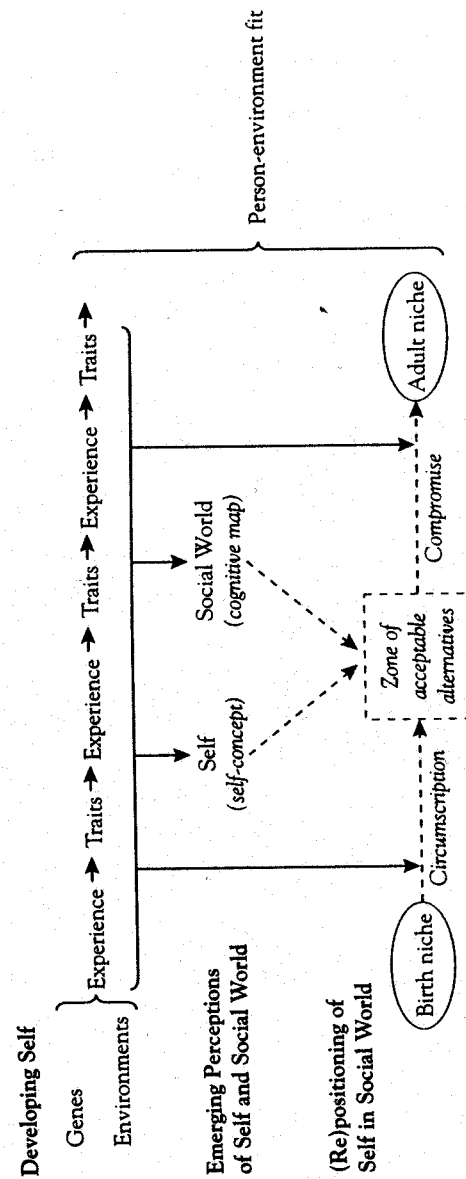 Developing Self
Genes
Environments
Experience → Traits → Experience → Traits → Experience → Traits →
Emerging Perceptions
of Self and Social World
Self
(self-concept)
Social World
(cognitive map)
(Re)positioning of
Self in Social World
Birth niche
Circumscription
Zone of
acceptable
alternatives
Compromise
Adult niche
Person-environment fit